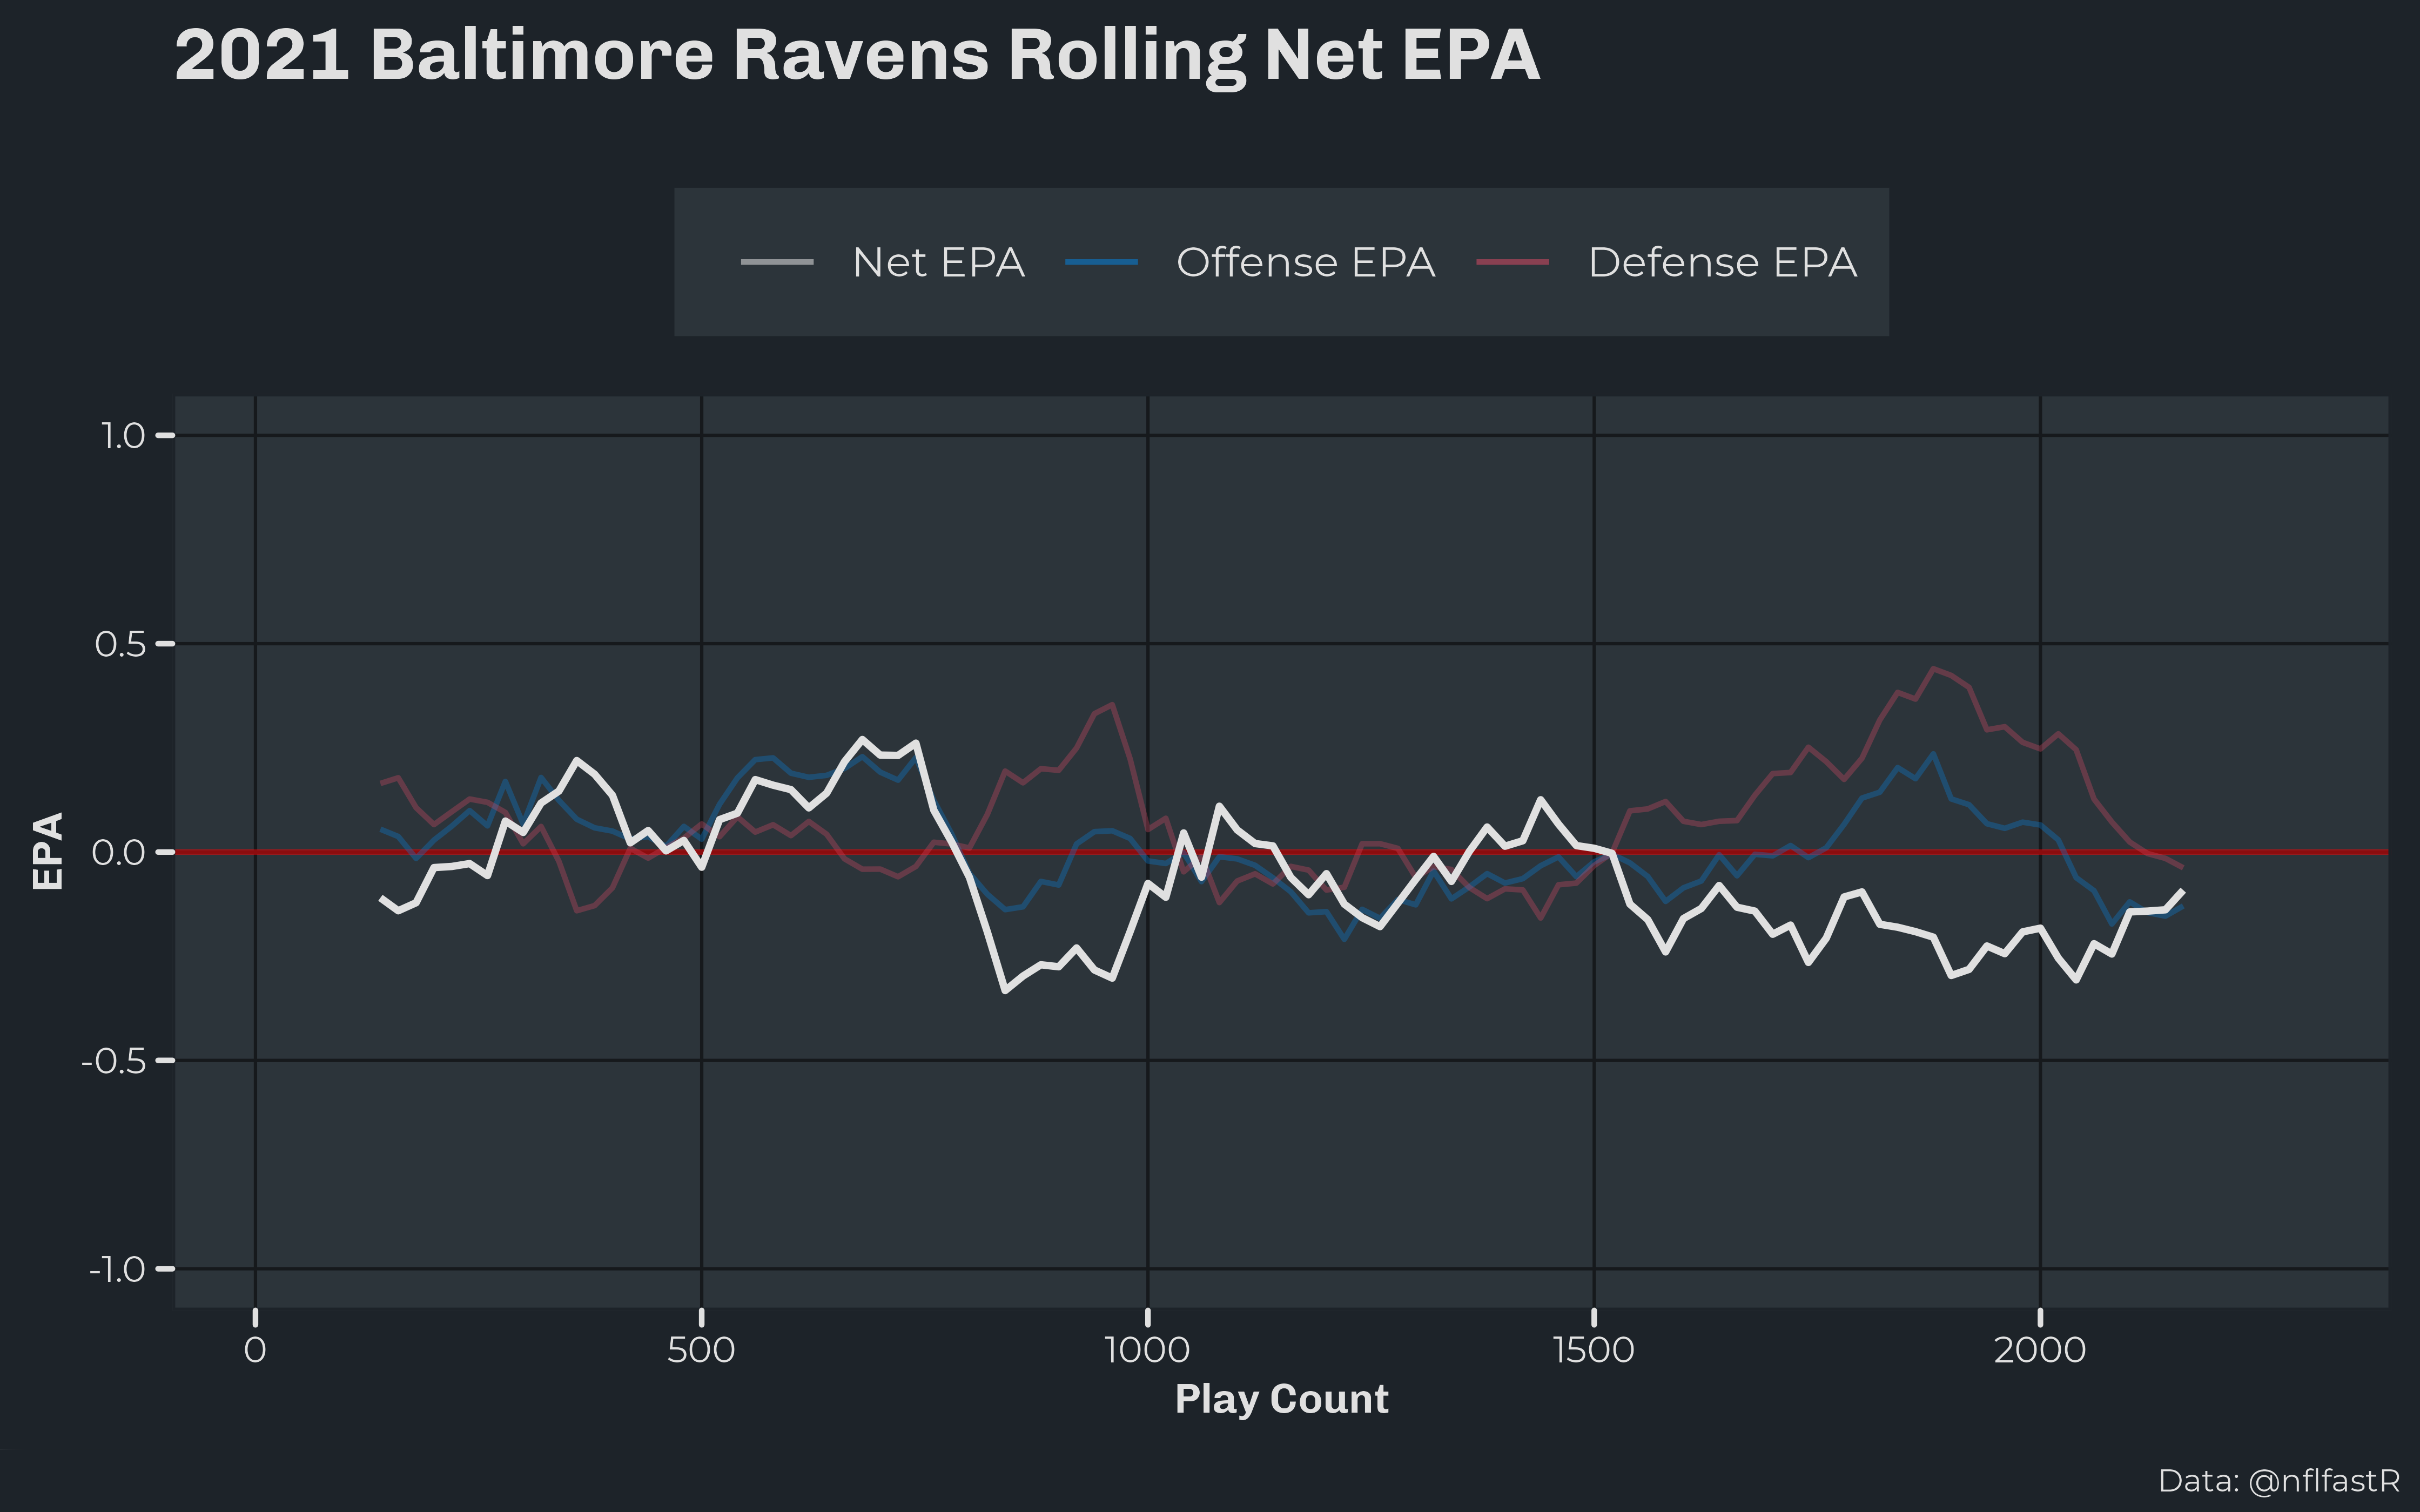 2021 Baltimore Ravens Rolling Net EPA
Net EPA Offense EPA Defense EPA
1.0
0.5
0.0
-0.5
-1.0
EPA
0 500 1000 1500 2000
Play Count
Data: @nflfastR